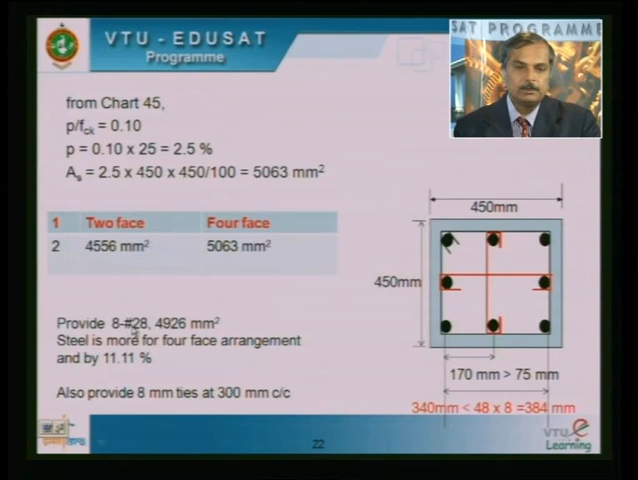 VTU - EDUSAT
Programme
SAT PROGRAMME
from Chart 45,
p/fck = 0.10
p = 0.10 x 25 = 2.5 %
As = 2.5 x 450 x 450/100 = 5063 mm2
1 Two face Four face
2 4556 mm2 5063 mm2
Provide 8-#28, 4926 mm2
Steel is more for four face arrangement
and by 11.11 %
Also provide 8 mm ties at 300 mm c/c
450mm
450mm
170 mm > 75 mm
340mm < 48 x 8 =384 mm
22
VTU e
Learning